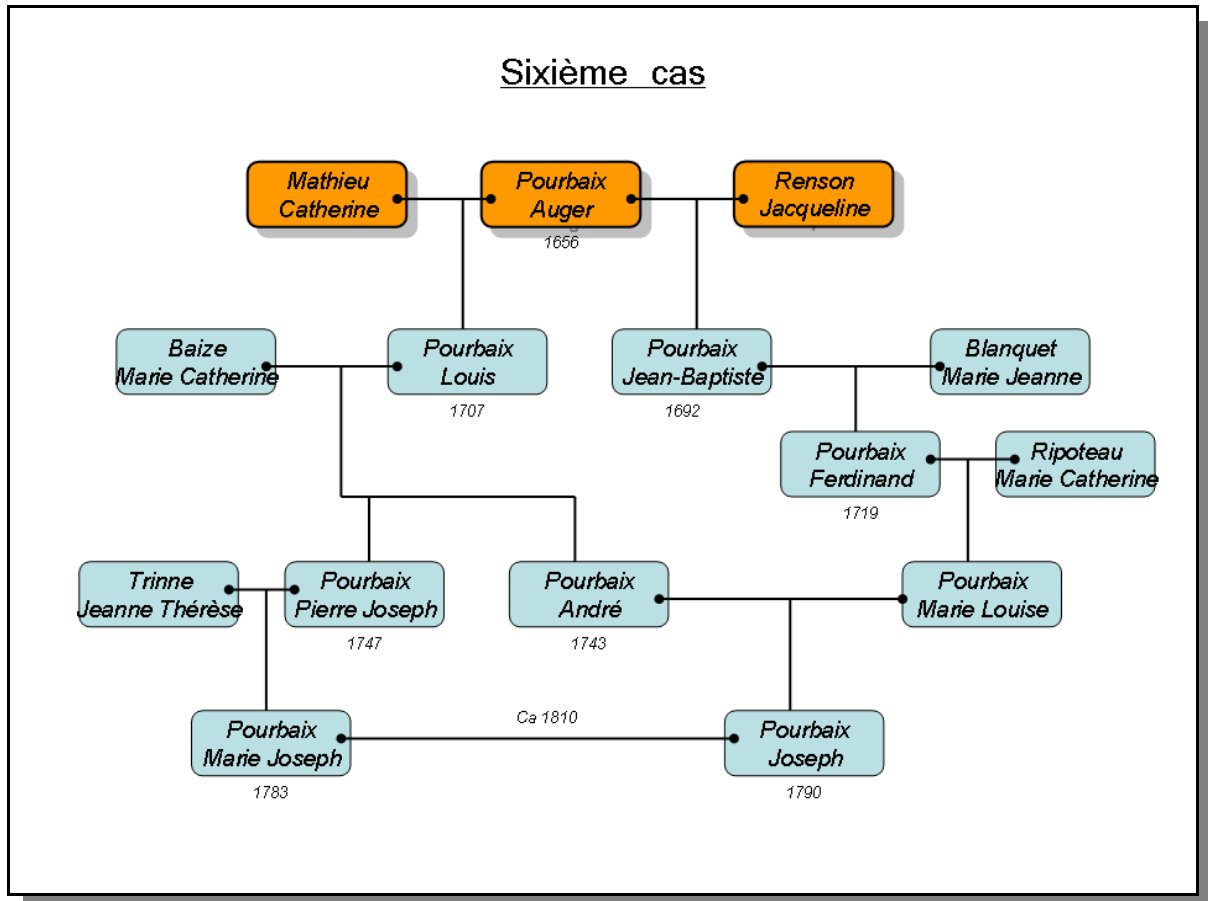 Sixième cas
Mathieu
Catherine
Pourbaix
Auger
1656
Renson
Jacqueline
Baize
Marie Catherine
Pourbaix
Louis
1707
Pourbaix
Jean-Baptiste
1692
Blanquet
Marie Jeanne
Pourbaix
Ferdinand
1719
Ripoteau
Marie Catherine
Trinne
Jeanne Thérèse
Pourbaix
Pierre Joseph
1747
Pourbaix
André
1743
Pourbaix
Marie Louise
Ca 1810
Pourbaix
Marie Joseph
1783
Pourbaix
Joseph
1790